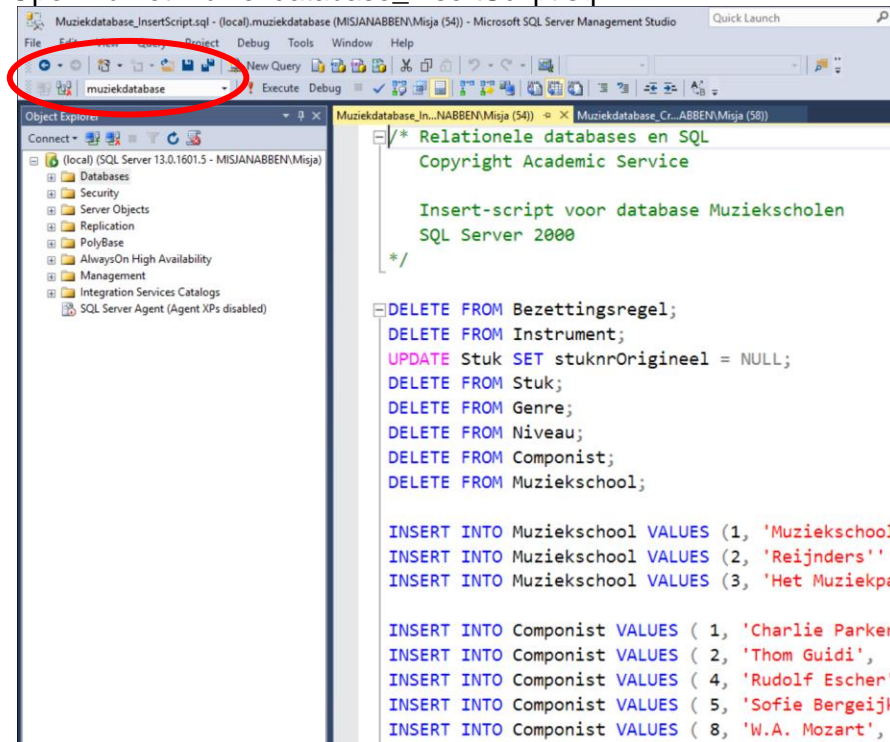 Muziekdatabase_InsertScript.sql - (local).muziekdatabase (MISJANABBEN\Misja (54)) - Microsoft SQL Server Management Studio
Quick Launch
File Edit View Query Project Debug Tools Window Help
New Query
muziekdatabase
Execute Debug
Object Explorer
Connect
(local) (SQL Server 13.0.1601.5 - MISJANABBEN\Misja)
Databases
Security
Server Objects
Replication
PolyBase
AlwaysOn High Availability
Management
Integration Services Catalogs
SQL Server Agent (Agent XPs disabled)
Muziekdatabase_In...NABBEN\Misja (54)) Muziekdatabase_Cr...ABBEN\Misja (58))
/* Relationele databases en SQL
Copyright Academic Service
Insert-script voor database Muziekscholen
SQL Server 2000
*/
DELETE FROM Bezettingsregel;
DELETE FROM Instrument;
UPDATE Stuk SET stuknrOrigineel = NULL;
DELETE FROM Stuk;
DELETE FROM Genre;
DELETE FROM Niveau;
DELETE FROM Componist;
DELETE FROM Muziekschool;
INSERT INTO Muziekschool VALUES (1, 'Muziekschool
INSERT INTO Muziekschool VALUES (2, 'Reijnders''
INSERT INTO Muziekschool VALUES (3, 'Het Muziekpa
INSERT INTO Componist VALUES ( 1, 'Charlie Parker
INSERT INTO Componist VALUES ( 2, 'Thom Guidi',
INSERT INTO Componist VALUES ( 4, 'Rudolf Escher'
INSERT INTO Componist VALUES ( 5, 'Sofie Bergeijk
INSERT INTO Componist VALUES ( 8, 'W.A. Mozart',